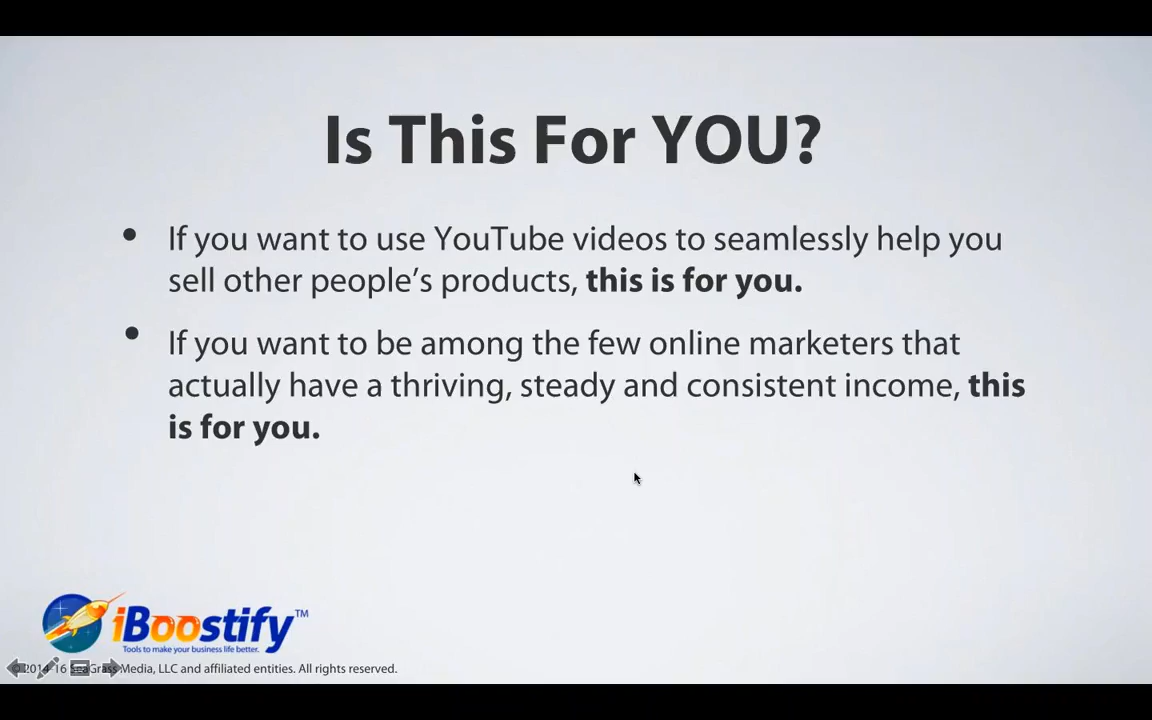 Is This For YOU?
• If you want to use YouTube videos to seamlessly help you
sell other people’s products, this is for you.
• If you want to be among the few online marketers that
actually have a thriving, steady and consistent income, this
is for you.
iBoostify™
Tools to make your business life better.
© 2014-16 SeaGrass Media, LLC and affiliated entities. All rights reserved.